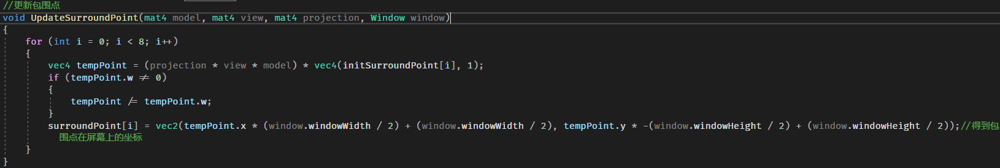 //更新包围点
void UpdateSurroundPoint(mat4 model, mat4 view, mat4 projection, Window window)
{
    for (int i = 0; i < 8; i++)
    {
        vec4 tempPoint = (projection * view * model) * vec4(initSurroundPoint[i], 1);
        if (tempPoint.w != 0)
        {
            tempPoint /= tempPoint.w;
        }
        surroundPoint[i] = vec2(tempPoint.x * (window.windowWidth / 2) + (window.windowWidth / 2), tempPoint.y * -(window.windowHeight / 2) + (window.windowHeight / 2));//得到包
          围点在屏幕上的坐标
    }
}